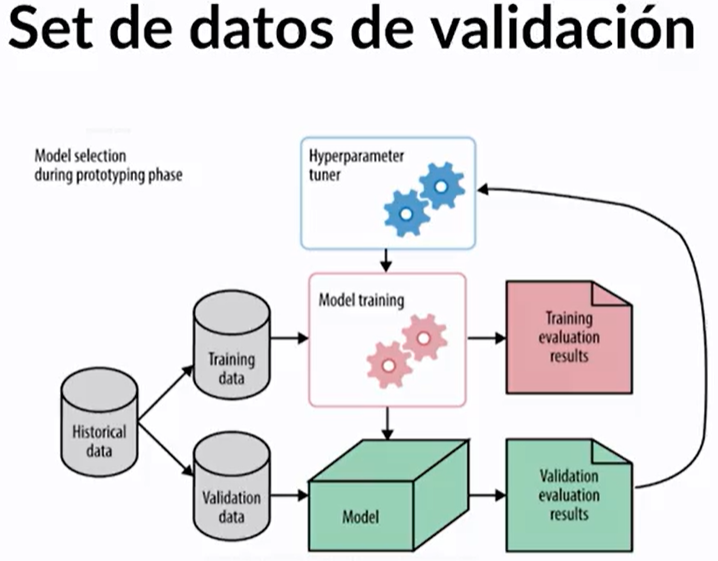 Set de datos de validación
Model selection
during prototyping phase
Hyperparameter
tuner
Model training
Training
evaluation
results
Training
data
Historical
data
Validation
data
Model
Validation
evaluation
results